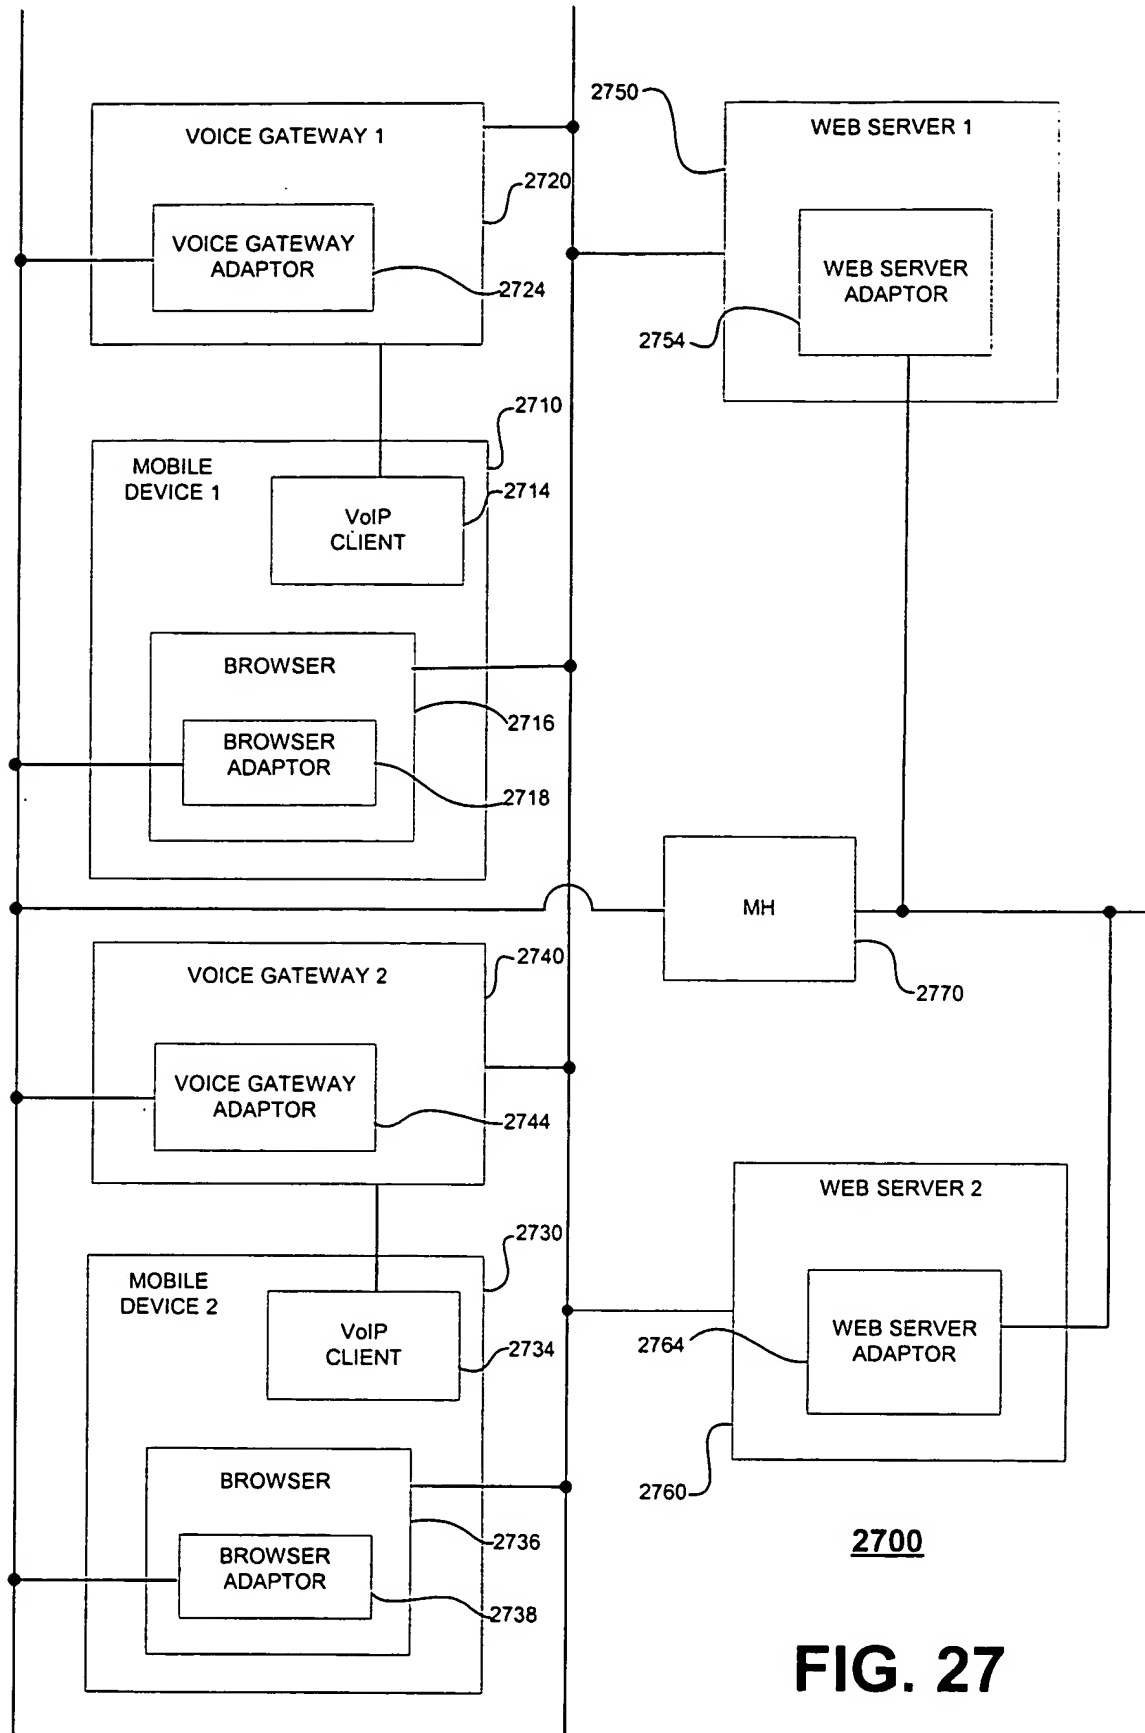 2750
VOICE GATEWAY 1
WEB SERVER 1
2720
VOICE GATEWAY
ADAPTOR
2724
WEB SERVER
ADAPTOR
2754
2710
MOBILE
DEVICE 1
2714
VoIP
CLIENT
BROWSER
2716
BROWSER
ADAPTOR
2718
MH
2740
VOICE GATEWAY 2
2770
VOICE GATEWAY
ADAPTOR
2744
WEB SERVER 2
2730
MOBILE
DEVICE 2
VoIP
CLIENT
2734
2764
WEB SERVER
ADAPTOR
BROWSER
2760
2736
BROWSER
ADAPTOR
2738
2700
FIG. 27